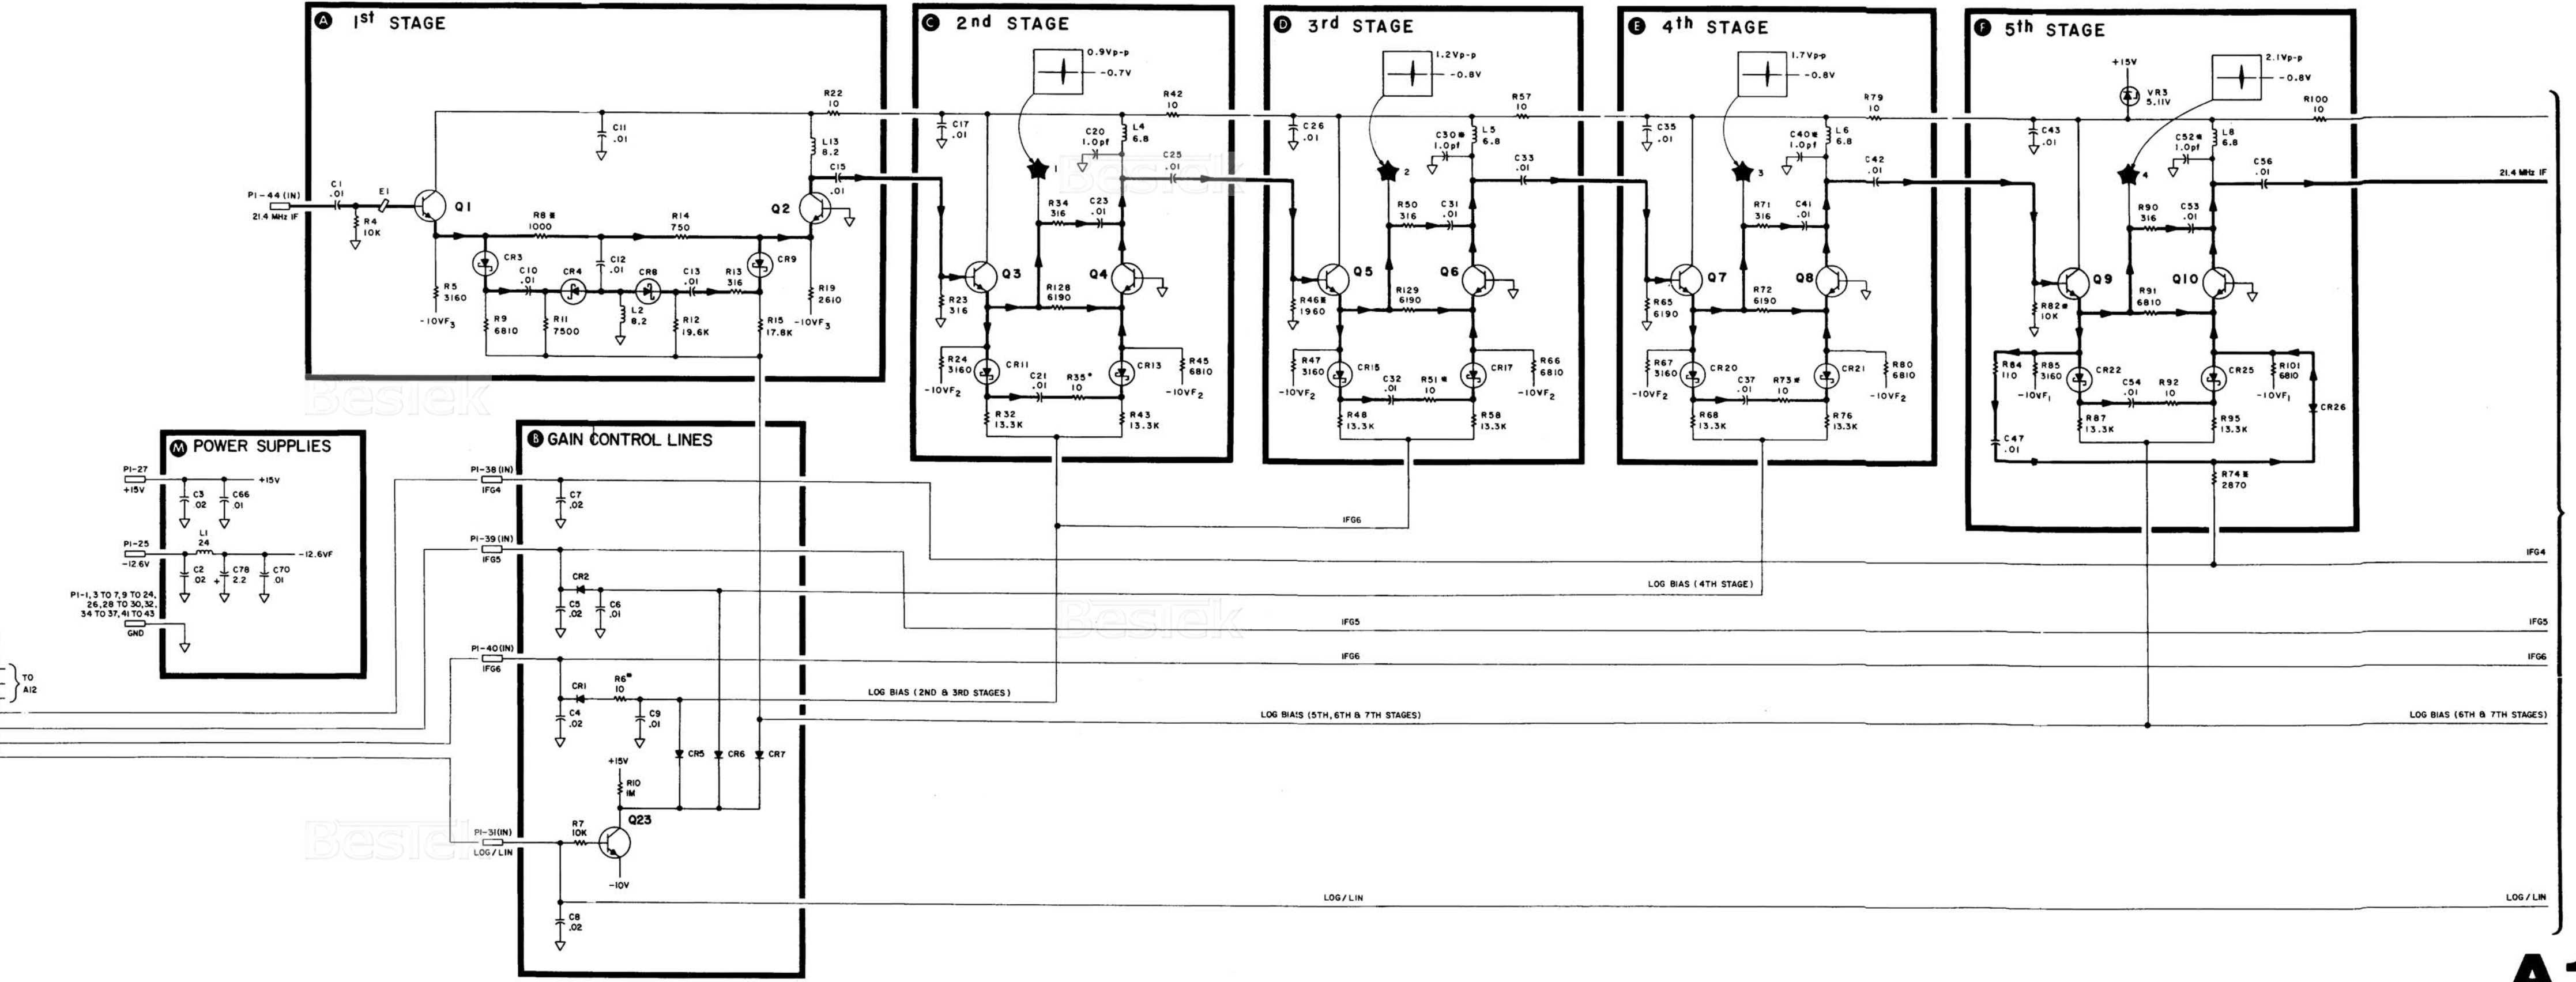 A 1st STAGE
P1-44 (IN)
21.4 MHz IF
C1
.01
E1
R4
10K
Q1
C11
.01
R22
10
L13
8.2
C15
.01
Q2
R8*
1000
R14
750
CR3
C10
.01
CR4
C12
.01
CR8
C13
.01
R13
316
CR9
R5
3160
-10VF3
R9
6810
R11
7500
L2
8.2
R12
19.6K
R15
17.8K
R19
2610
-10VF3
C 2nd STAGE
0.9Vp-p
-0.7V
C17
.01
C20
1.0pf
L4
6.8
R42
10
C25
.01
1
R34
316
C23
.01
Q3
Q4
R23
316
R128
6190
R24
3160
-10VF2
CR11
C21
.01
R35*
10
CR13
R45
6810
-10VF2
R32
13.3K
R43
13.3K
D 3rd STAGE
1.2Vp-p
-0.8V
C26
.01
C30*
1.0pf
L5
6.8
R57
10
C33
.01
2
R50
316
C31
.01
Q5
Q6
R46*
1960
R129
6190
R47
3160
-10VF2
CR15
C32
.01
R51*
10
CR17
R66
6810
-10VF2
R48
13.3K
R58
13.3K
E 4th STAGE
1.7Vp-p
-0.8V
C35
.01
C40*
1.0pf
L6
6.8
R79
10
C42
.01
3
R71
316
C41
.01
Q7
Q8
R65
6190
R72
6190
R67
3160
-10VF2
CR20
C37
.01
R73*
10
CR21
R80
6810
-10VF2
R68
13.3K
R76
13.3K
F 5th STAGE
+15V
VR3
5.11V
2.1Vp-p
-0.8V
R100
10
C43
.01
C52*
1.0pf
L8
6.8
C56
.01
21.4 MHz IF
4
R90
316
C53
.01
Q9
Q10
R82*
10K
R91
6810
R84
110
R85
3160
-10VF1
CR22
C54
.01
R92
10
CR25
R101
6810
-10VF1
CR26
R87
13.3K
R95
13.3K
C47
.01
R74*
2870
M POWER SUPPLIES
P1-27
+15V
C3
.02
C66
.01
+15V
P1-25
-12.6V
L1
24
-12.6VF
C2
.02
+
C78
2.2
C70
.01
P1-1, 3 TO 7, 9 TO 24,
26, 28 TO 30, 32,
34 TO 37, 41 TO 43
GND
TO
A12
B GAIN CONTROL LINES
P1-38 (IN)
IFG4
C7
.02
P1-39 (IN)
IFG5
CR2
C5
.02
C6
.01
P1-40 (IN)
IFG6
CR1
R6*
10
C4
.02
C9
.01
CR5
CR6
CR7
+15V
R10
1M
Q23
P1-31(IN)
LOG/LIN
R7
10K
-10V
C8
.02
IFG6
IFG4
LOG BIAS (4TH STAGE)
IFG5
IFG5
IFG6
IFG6
LOG BIAS (2ND & 3RD STAGES)
LOG BIAS (5TH, 6TH & 7TH STAGES)
LOG BIAS (6TH & 7TH STAGES)
LOG/LIN
LOG/LIN
BesTek
BesTek
BesTek
BesTek